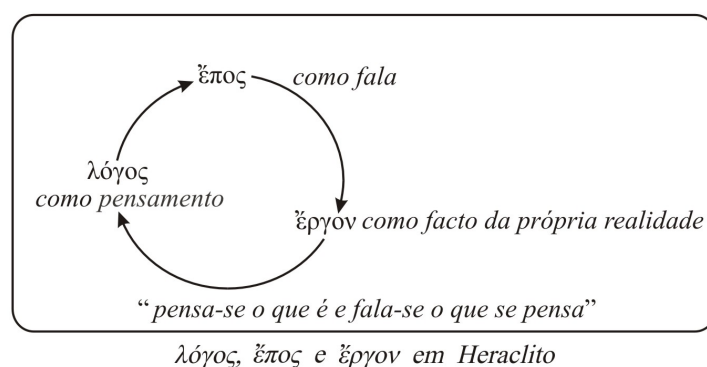 ἔπος como fala
λόγος
como pensamento
ἔργον como facto da própria realidade
“ pensa-se o que é e fala-se o que se pensa”
λόγος, ἔπος e ἔργον em Heraclito